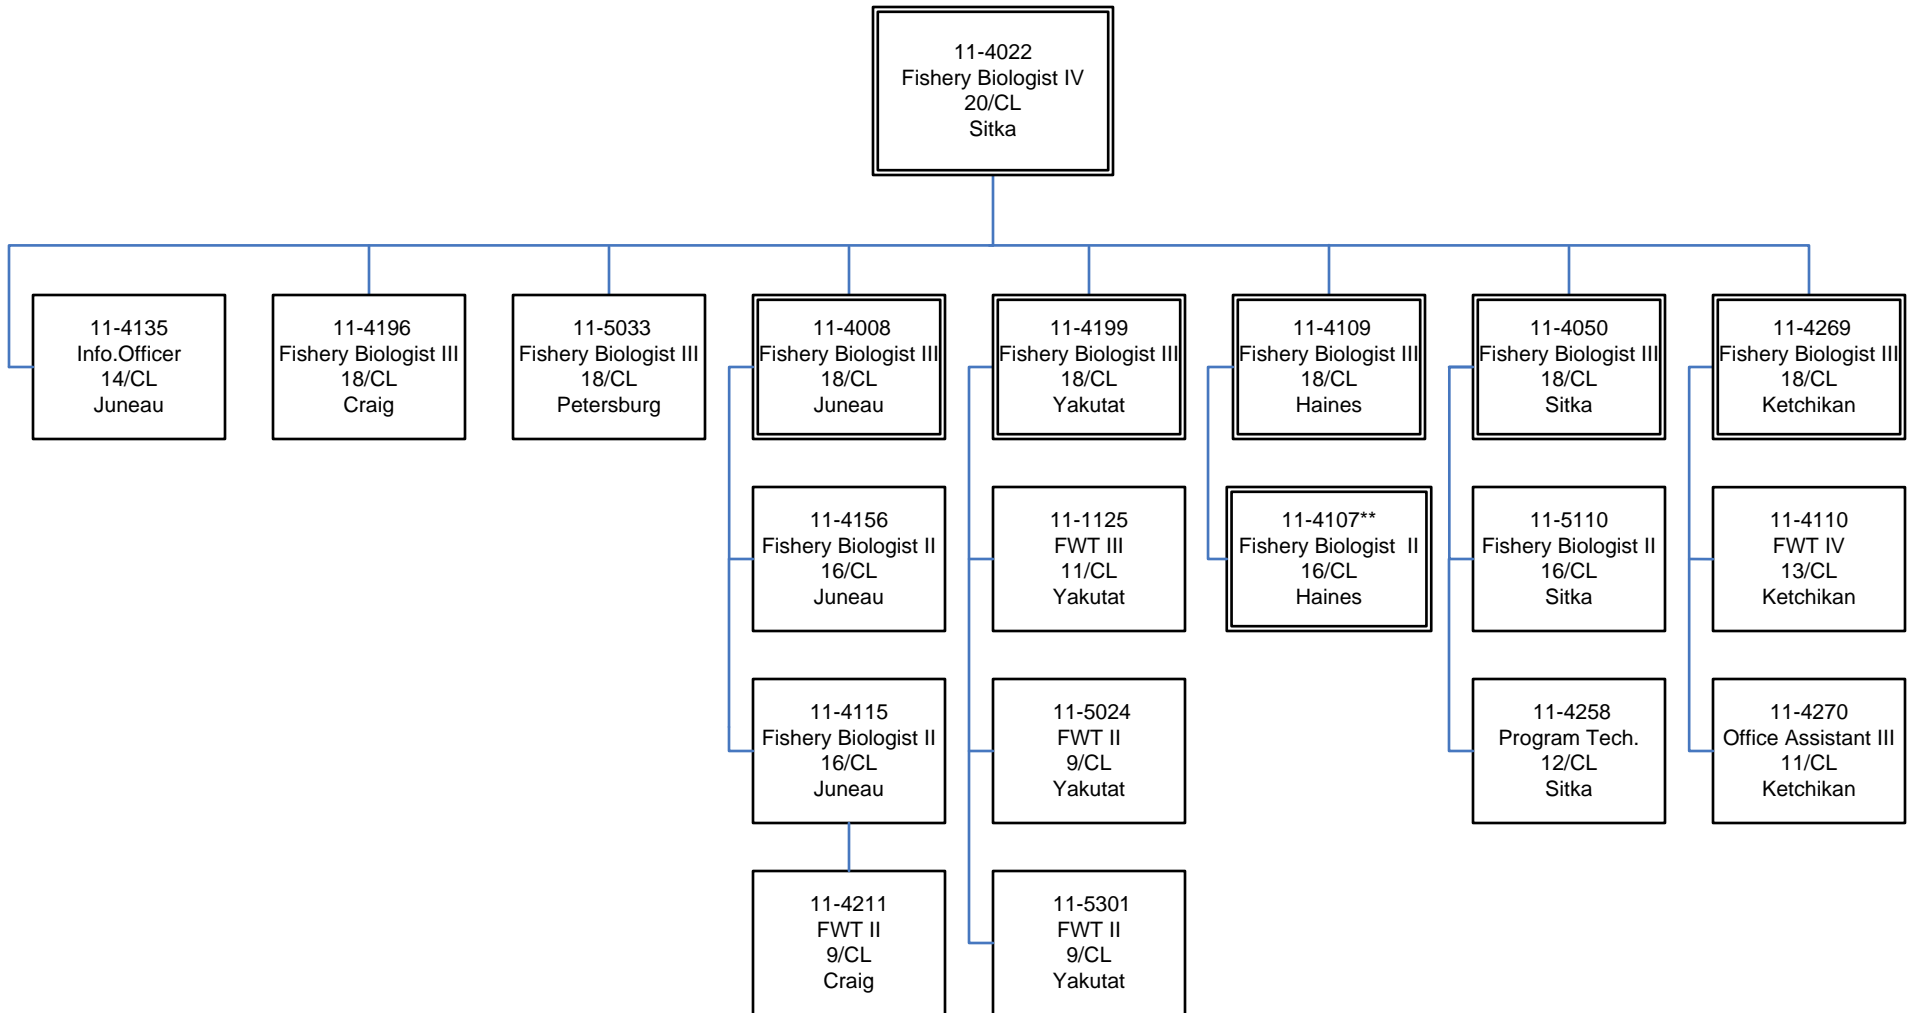 11-4022
Fishery Biologist IV
20/CL
Sitka
11-4135
Info.Officer
14/CL
Juneau
11-4196
Fishery Biologist III
18/CL
Craig
11-5033
Fishery Biologist III
18/CL
Petersburg
11-4008
Fishery Biologist III
18/CL
Juneau
11-4199
Fishery Biologist III
18/CL
Yakutat
11-4109
Fishery Biologist III
18/CL
Haines
11-4050
Fishery Biologist III
18/CL
Sitka
11-4269
Fishery Biologist III
18/CL
Ketchikan
11-4156
Fishery Biologist II
16/CL
Juneau
11-1125
FWT III
11/CL
Yakutat
11-4107**
Fishery Biologist  II
16/CL
Haines
11-5110
Fishery Biologist II
16/CL
Sitka
11-4110
FWT IV
13/CL
Ketchikan
11-4115
Fishery Biologist II
16/CL
Juneau
11-5024
FWT II
9/CL
Yakutat
11-4258
Program Tech.
12/CL
Sitka
11-4270
Office Assistant III
11/CL
Ketchikan
11-4211
FWT II
9/CL
Craig
11-5301
FWT II
9/CL
Yakutat